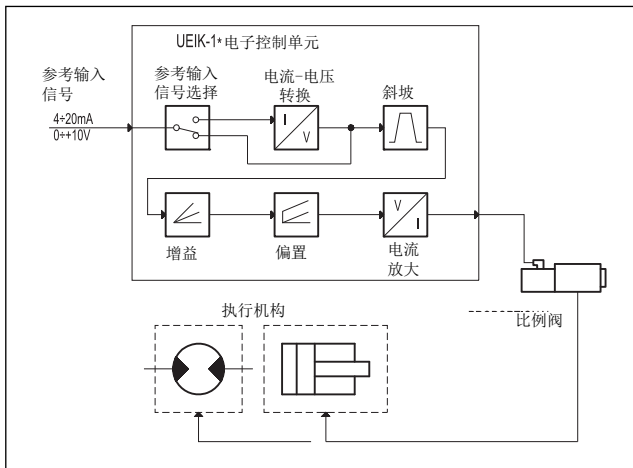 UEIK-1*电子控制单元
参考输入
信号
4÷20mA
0÷+10V
参考输入
信号选择
电流-电压
转换
斜坡
I
V
增益
偏置
V
I
电流
放大
比例阀
执行机构